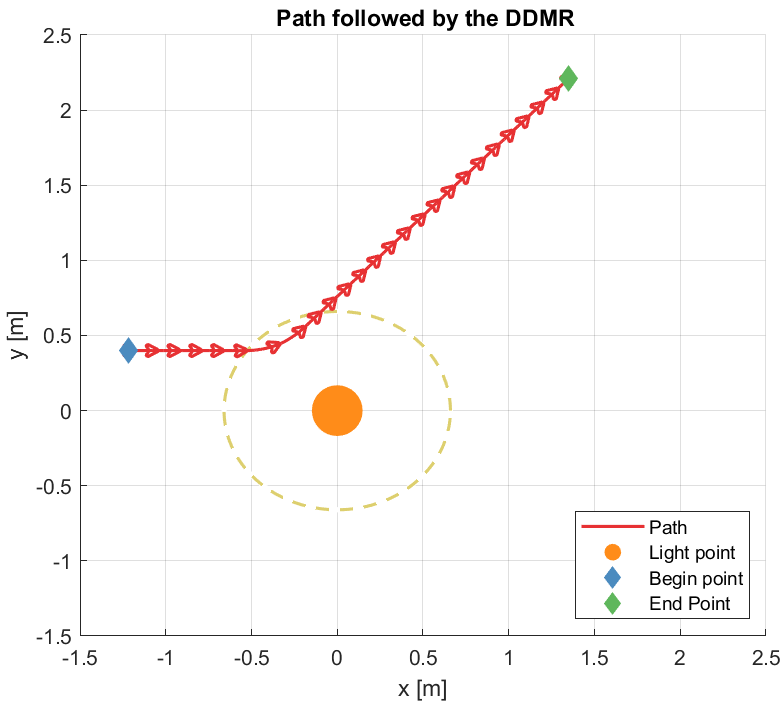 Path followed by the DDMR
2.5
2
1.5
1
0.5
0
-0.5
-1
-1.5
y [m]
-1.5 -1 -0.5 0 0.5 1 1.5 2 2.5
x [m]
Path
Light point
Begin point
End Point